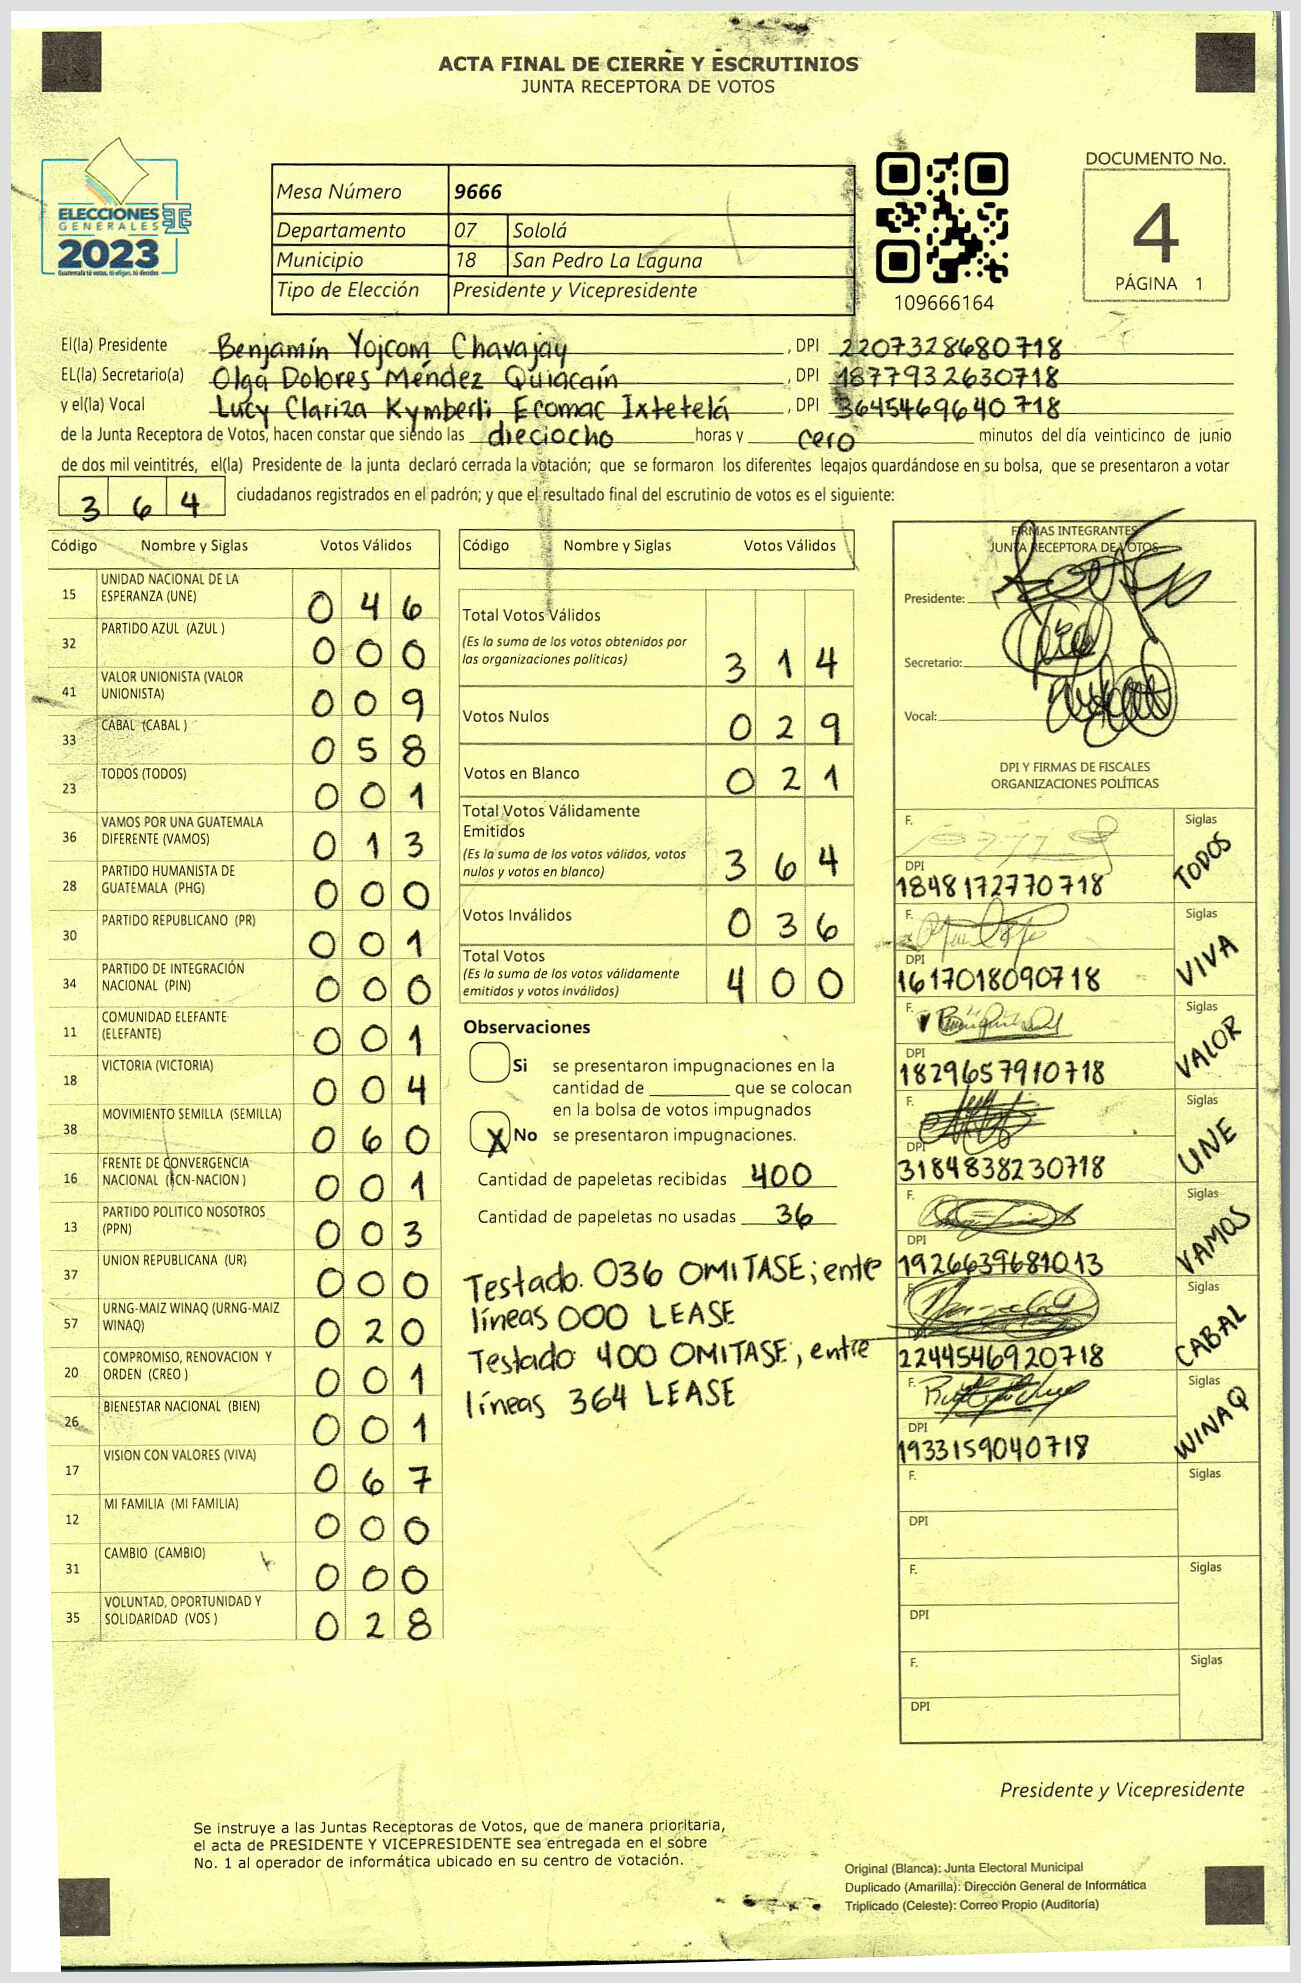 ACTA FINAL DE CIERRE Y ESCRUTINIOS
JUNTA RECEPTORA DE VOTOS
ELECCIONES
GENERALES
2023
Guatemala tú votas, tú eliges, tú decides
Mesa Número 9666
Departamento 07 Sololá
Municipio 18 San Pedro La Laguna
Tipo de Elección Presidente y Vicepresidente
109666164
DOCUMENTO No.
4
PÁGINA 1
El(la) Presidente Benjamín Yojcom Chavajay , DPI 2207328680718
EL(la) Secretario(a) Olga Dolores Méndez Quiacaín , DPI 1877932630718
y el(la) Vocal Lucy Clariza Kymberli Ecomac Ixtetelá , DPI 3645469640718
de la Junta Receptora de Votos, hacen constar que siendo las dieciocho horas y cero minutos del día veinticinco de junio
de dos mil veintitrés, el(la) Presidente de la junta declaró cerrada la votación; que se formaron los diferentes legajos guardándose en su bolsa, que se presentaron a votar
3 6 4 ciudadanos registrados en el padrón; y que el resultado final del escrutinio de votos es el siguiente:
Código Nombre y Siglas Votos Válidos
15 UNIDAD NACIONAL DE LA ESPERANZA (UNE) 0 4 6
32 PARTIDO AZUL (AZUL ) 0 0 0
41 VALOR UNIONISTA (VALOR UNIONISTA) 0 0 9
33 CABAL (CABAL ) 0 5 8
23 TODOS (TODOS) 0 0 1
36 VAMOS POR UNA GUATEMALA DIFERENTE (VAMOS) 0 1 3
28 PARTIDO HUMANISTA DE GUATEMALA (PHG) 0 0 0
30 PARTIDO REPUBLICANO (PR) 0 0 1
34 PARTIDO DE INTEGRACIÓN NACIONAL (PIN) 0 0 0
11 COMUNIDAD ELEFANTE (ELEFANTE) 0 0 1
18 VICTORIA (VICTORIA) 0 0 4
38 MOVIMIENTO SEMILLA (SEMILLA) 0 6 0
16 FRENTE DE CONVERGENCIA NACIONAL (FCN-NACION ) 0 0 1
13 PARTIDO POLITICO NOSOTROS (PPN) 0 0 3
37 UNION REPUBLICANA (UR) 0 0 0
57 URNG-MAIZ WINAQ (URNG-MAIZ WINAQ) 0 2 0
20 COMPROMISO, RENOVACION Y ORDEN (CREO ) 0 0 1
26 BIENESTAR NACIONAL (BIEN) 0 0 1
17 VISION CON VALORES (VIVA) 0 6 7
12 MI FAMILIA (MI FAMILIA) 0 0 0
31 CAMBIO (CAMBIO) 0 0 0
35 VOLUNTAD, OPORTUNIDAD Y SOLIDARIDAD (VOS ) 0 2 8
Código Nombre y Siglas Votos Válidos
Total Votos Válidos
(Es la suma de los votos obtenidos por
las organizaciones políticas) 3 1 4
Votos Nulos 0 2 9
Votos en Blanco 0 2 1
Total Votos Válidamente
Emitidos
(Es la suma de los votos válidos, votos
nulos y votos en blanco) 3 6 4
Votos Inválidos 0 3 6
Total Votos
(Es la suma de los votos válidamente
emitidos y votos inválidos) 4 0 0
Observaciones
Si se presentaron impugnaciones en la
cantidad de ________ que se colocan
en la bolsa de votos impugnados
X No se presentaron impugnaciones.
Cantidad de papeletas recibidas 400
Cantidad de papeletas no usadas 36
Testado. 036 OMITASE; ente
líneas 000 LEASE
Testado 400 OMITASE, entre
líneas 364 LEASE
FIRMAS INTEGRANTES
JUNTA RECEPTORA DE VOTOS
Presidente:
Secretario:
Vocal:
DPI Y FIRMAS DE FISCALES
ORGANIZACIONES POLÍTICAS
F. Siglas TODOS
DPI 1848172770718
F. Siglas VIVA
DPI 1617018090718
F. Siglas VALOR
DPI 1829657910718
F. Siglas UNE
DPI 3184838230718
F. Siglas VAMOS
DPI 1926639681013
F. Siglas CABAL
2244546920718
F. Siglas WINAQ
DPI 1933159040718
F. Siglas
DPI
F. Siglas
DPI
F. Siglas
DPI
Presidente y Vicepresidente
Se instruye a las Juntas Receptoras de Votos, que de manera prioritaria,
el acta de PRESIDENTE Y VICEPRESIDENTE sea entregada en el sobre
No. 1 al operador de informática ubicado en su centro de votación.
Original (Blanca): Junta Electoral Municipal
Duplicado (Amarilla): Dirección General de Informática
Triplicado (Celeste): Correo Propio (Auditoría)